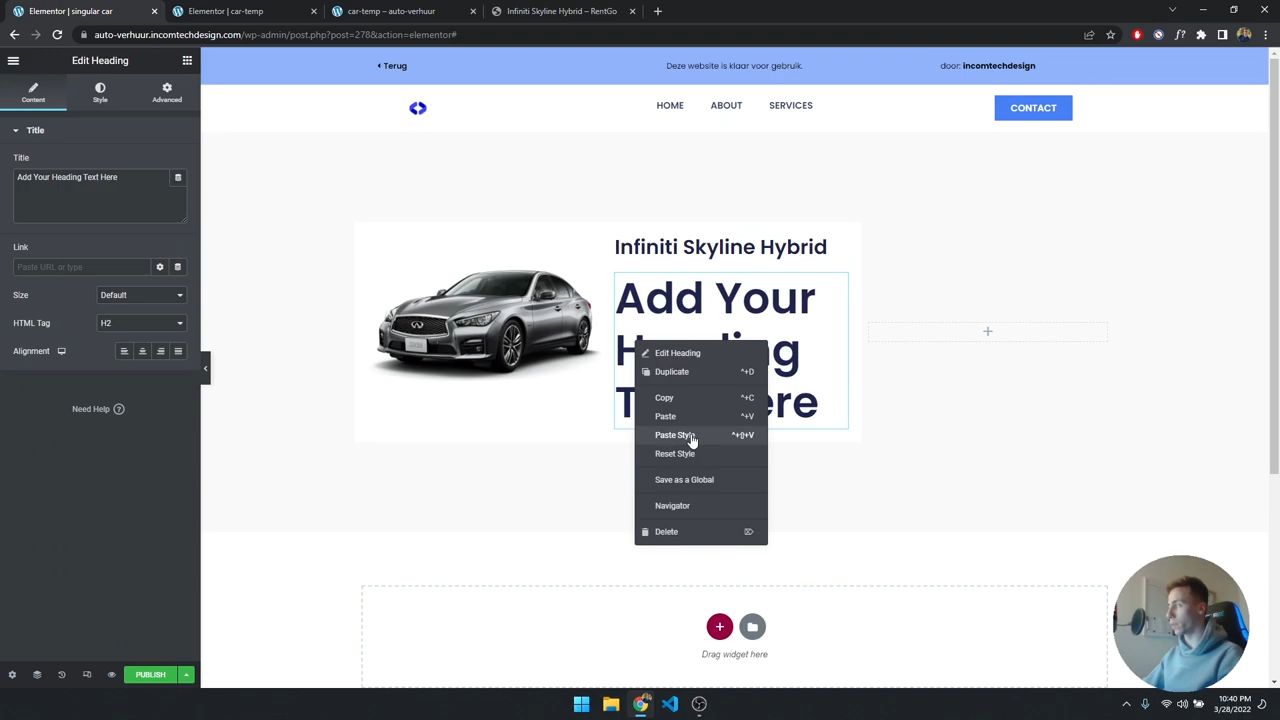 Elementor | singular car
Elementor | car-temp
car-temp – auto-verhuur
Infiniti Skyline Hybrid – RentGo
auto-verhuur.incomtechdesign.com/wp-admin/post.php?post=278&action=elementor#
Edit Heading
Content
Style
Advanced
Title
Title
Add Your Heading Text Here
Link
Paste URL or type
Size
Default
HTML Tag
H2
Alignment
Need Help
PUBLISH
Terug
Deze website is klaar voor gebruik.
door: incomtechdesign
HOME
ABOUT
SERVICES
CONTACT
Infiniti Skyline Hybrid
Add Your
Edit Heading
Duplicate ^+D
Copy ^+C
Paste ^+V
Paste Style ^+⇧+V
Reset Style
Save as a Global
Navigator
Delete
Drag widget here
10:40 PM
3/28/2022